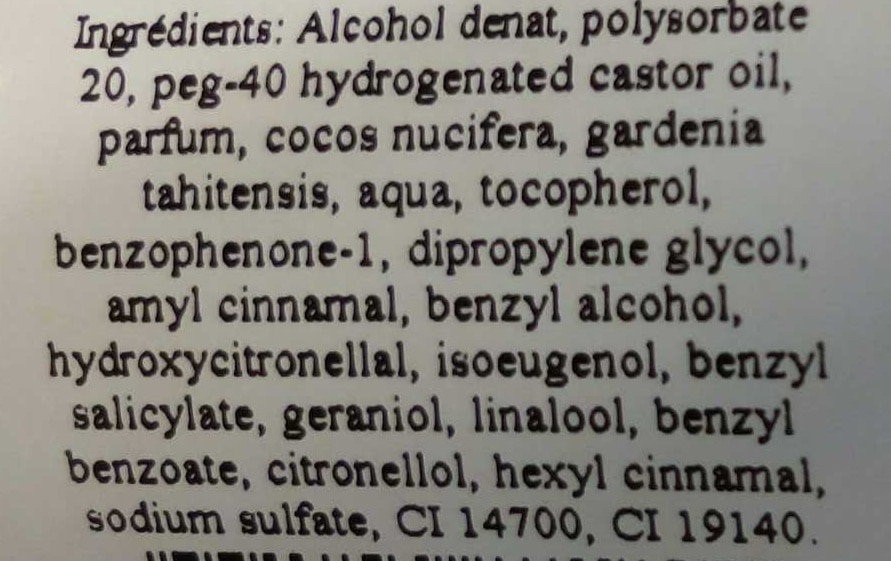 Ingrédients: Alcohol denat, polysorbate
20, peg-40 hydrogenated castor oil,
parfum, cocos nucifera, gardenia
tahitensis, aqua, tocopherol,
benzophenone-1, dipropylene glycol,
amyl cinnamal, benzyl alcohol,
hydroxycitronellal, isoeugenol, benzyl
salicylate, geraniol, linalool, benzyl
benzoate, citronellol, hexyl cinnamal,
sodium sulfate, CI 14700, CI 19140.